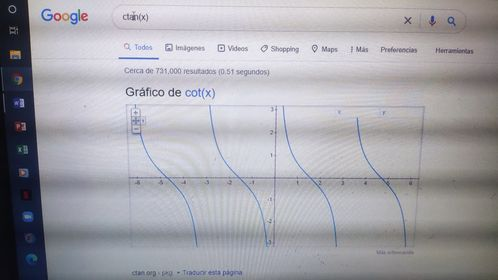 Google ctan(x)
Todos Imágenes Videos Shopping Maps Más Preferencias Herramientas
Cerca de 731,000 resultados (0.51 segundos)
Gráfico de cot(x)
x y
3
2
1
-6 -5 -4 -3 -2 -1 0 1 2 3 4 5 6
-1
-2
-3
Más información
ctan.org › pkg Traducir esta página